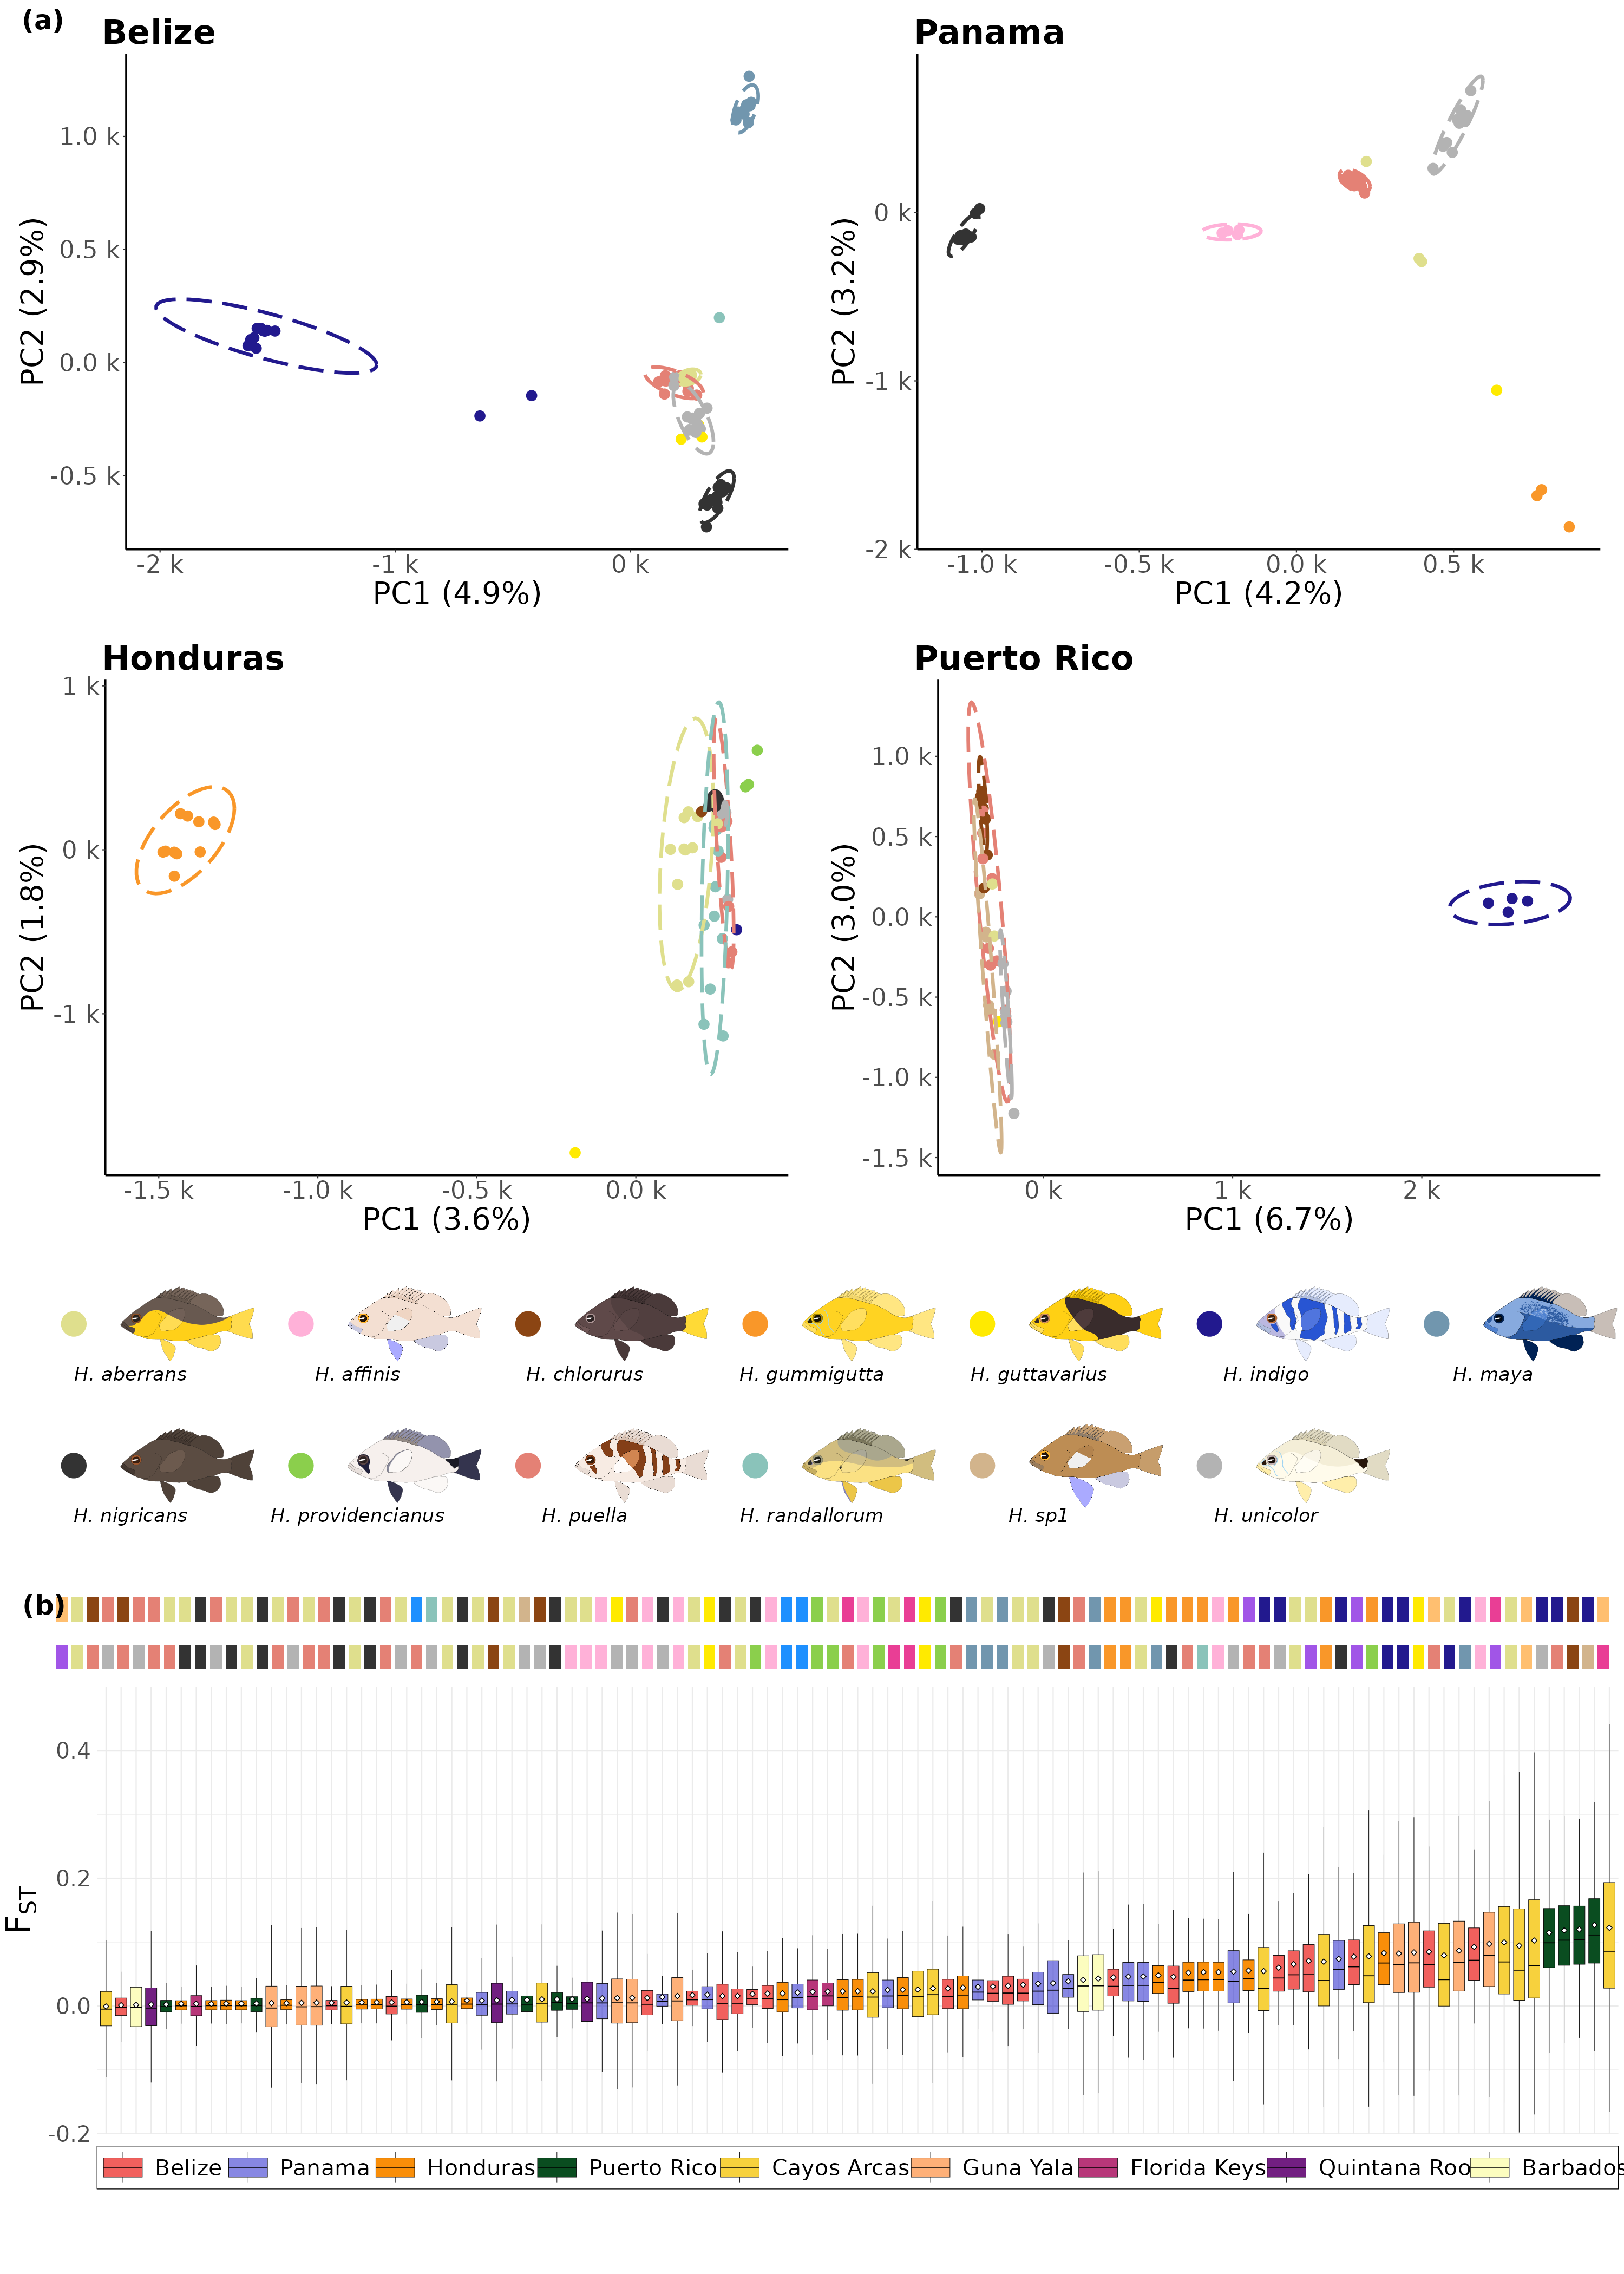 (a)
Belize
PC2 (2.9%)
1.0 k
0.5 k
0.0 k
-0.5 k
-2 k -1 k 0 k
PC1 (4.9%)
Panama
PC2 (3.2%)
0 k
-1 k
-2 k
-1.0 k -0.5 k 0.0 k 0.5 k
PC1 (4.2%)
Honduras
PC2 (1.8%)
1 k
0 k
-1 k
-1.5 k -1.0 k -0.5 k 0.0 k
PC1 (3.6%)
Puerto Rico
PC2 (3.0%)
1.0 k
0.5 k
0.0 k
-0.5 k
-1.0 k
-1.5 k
0 k 1 k 2 k
PC1 (6.7%)
H. aberrans H. affinis H. chlorurus H. gummigutta H. guttavarius H. indigo H. maya
H. nigricans H. providencianus H. puella H. randallorum H. sp1 H. unicolor
(b)
FST
0.4
0.2
0.0
-0.2
Belize Panama Honduras Puerto Rico Cayos Arcas Guna Yala Florida Keys Quintana Roo Barbados